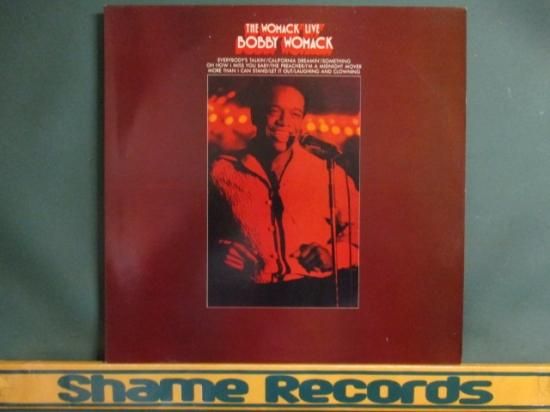 THE WOMACK 'LIVE'
BOBBY WOMACK
EVERYBODY'S TALKIN'/CALIFORNIA DREAMIN'/SOMETHING
OH HOW I MISS YOU BABY/THE PREACHER/I'M A MIDNIGHT MOVER
MORE THAN I CAN STAND/LET IT OUT/LAUGHING AND CLOWNING
Shame Records